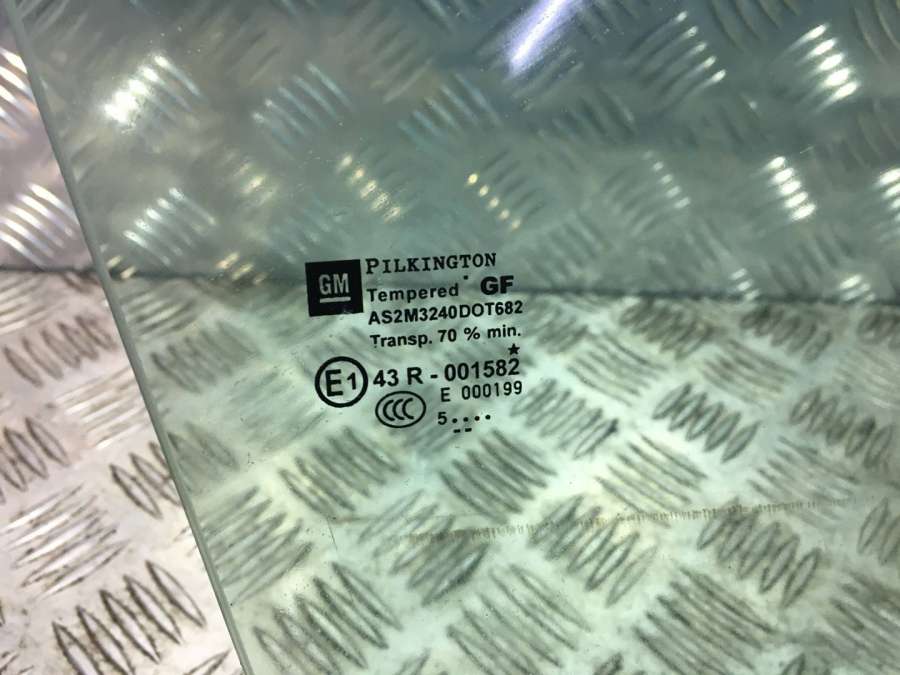 GM
PILKINGTON
Tempered GF
AS2M3240DOT682
Transp. 70 % min.
E1 43 R - 001582
CCC E 000199
5....
--